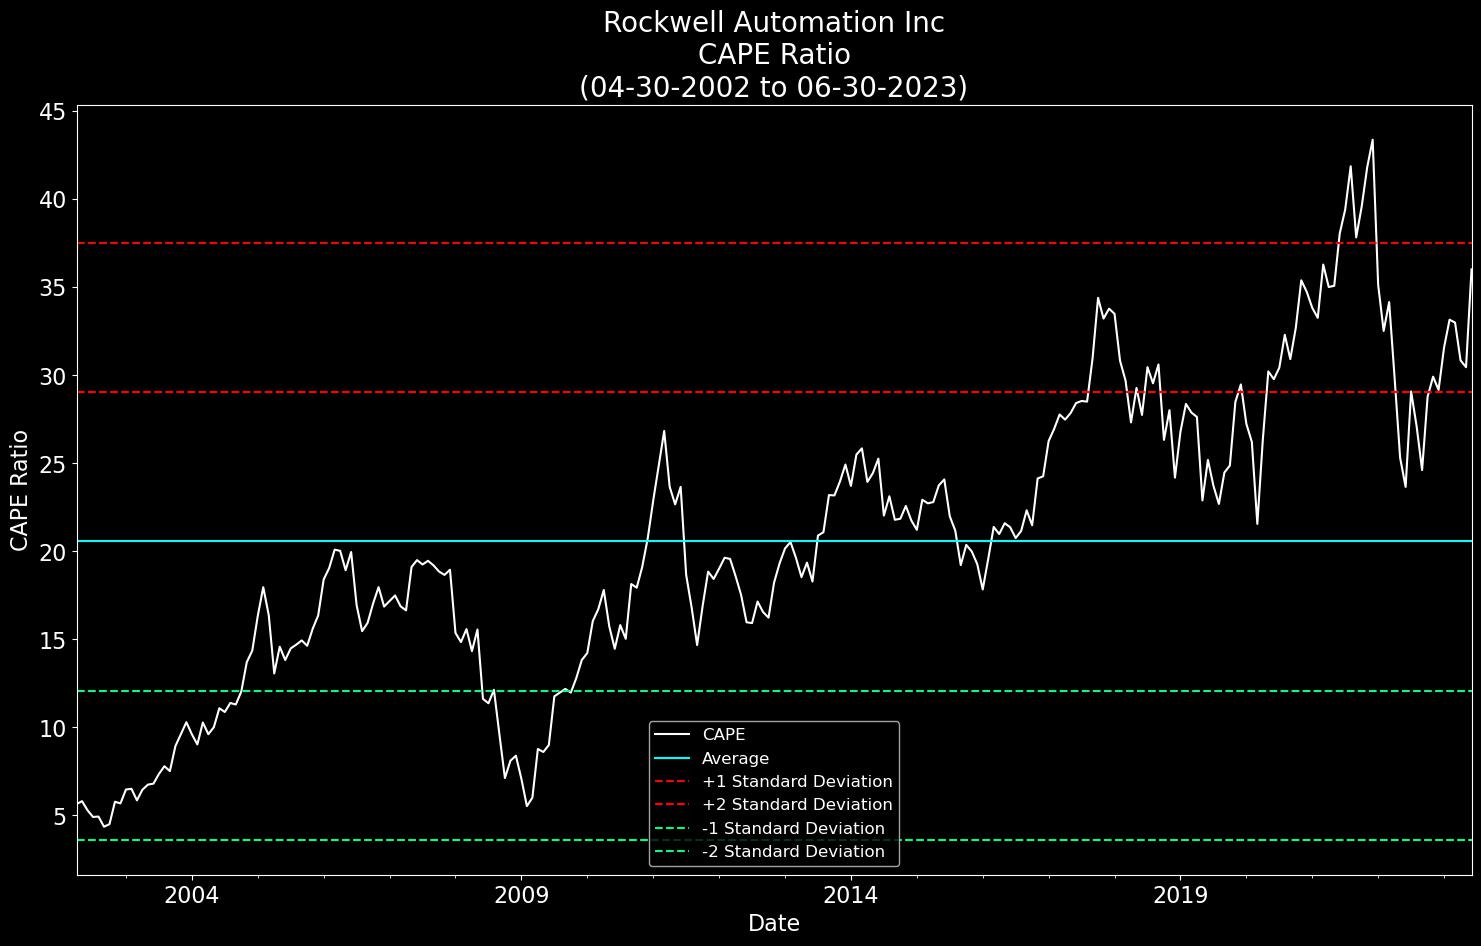 Rockwell Automation Inc
CAPE Ratio
(04-30-2002 to 06-30-2023)
45
40
35
30
25
20
15
10
5
CAPE Ratio
CAPE
Average
+1 Standard Deviation
+2 Standard Deviation
-1 Standard Deviation
-2 Standard Deviation
2004
2009
2014
2019
Date